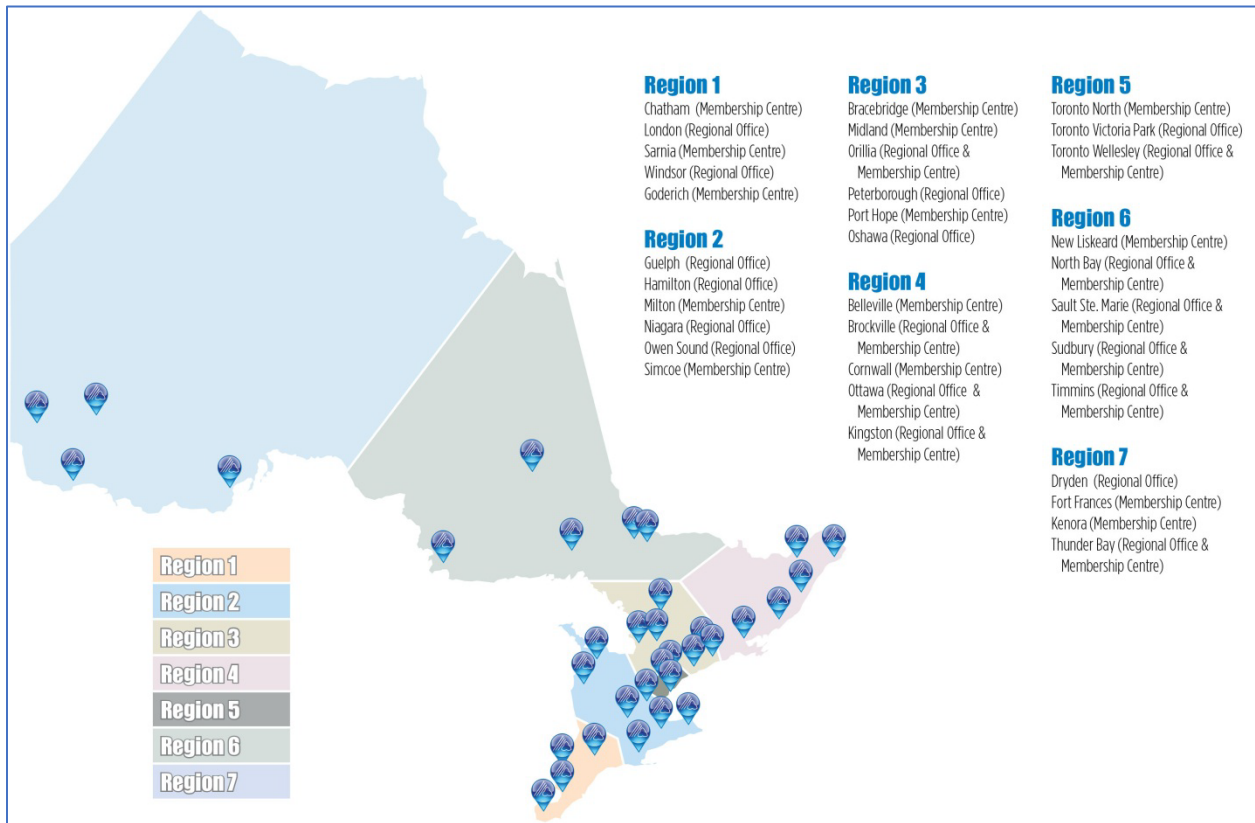 Region 1
Chatham (Membership Centre)
London (Regional Office)
Sarnia (Membership Centre)
Windsor (Regional Office)
Goderich (Membership Centre)
Region 2
Guelph (Regional Office)
Hamilton (Regional Office)
Milton (Membership Centre)
Niagara (Regional Office)
Owen Sound (Regional Office)
Simcoe (Membership Centre)
Region 3
Bracebridge (Membership Centre)
Midland (Membership Centre)
Orillia (Regional Office &
Membership Centre)
Peterborough (Regional Office)
Port Hope (Membership Centre)
Oshawa (Regional Office)
Region 4
Belleville (Membership Centre)
Brockville (Regional Office &
Membership Centre)
Cornwall (Membership Centre)
Ottawa (Regional Office &
Membership Centre)
Kingston (Regional Office &
Membership Centre)
Region 5
Toronto North (Membership Centre)
Toronto Victoria Park (Regional Office)
Toronto Wellesley (Regional Office &
Membership Centre)
Region 6
New Liskeard (Membership Centre)
North Bay (Regional Office &
Membership Centre)
Sault Ste. Marie (Regional Office &
Membership Centre)
Sudbury (Regional Office &
Membership Centre)
Timmins (Regional Office &
Membership Centre)
Region 7
Dryden (Regional Office)
Fort Frances (Membership Centre)
Kenora (Membership Centre)
Thunder Bay (Regional Office &
Membership Centre)
Region 1
Region 2
Region 3
Region 4
Region 5
Region 6
Region 7